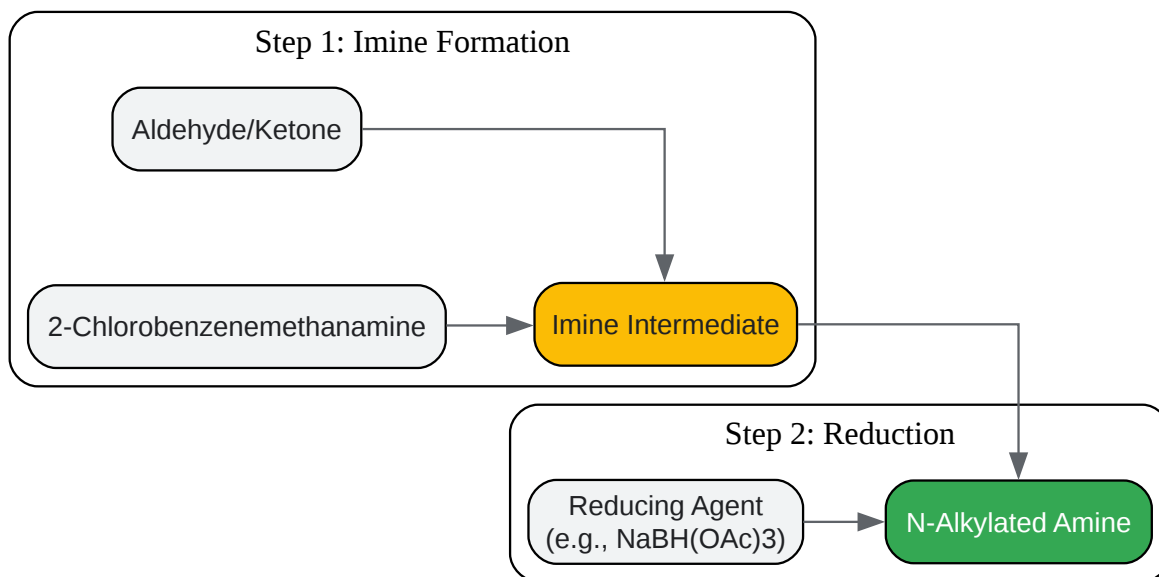 Step 1: Imine Formation
Aldehyde/Ketone
2-Chlorobenzenemethanamine
Imine Intermediate
Step 2: Reduction
Reducing Agent
(e.g., NaBH(OAc)3)
N-Alkylated Amine